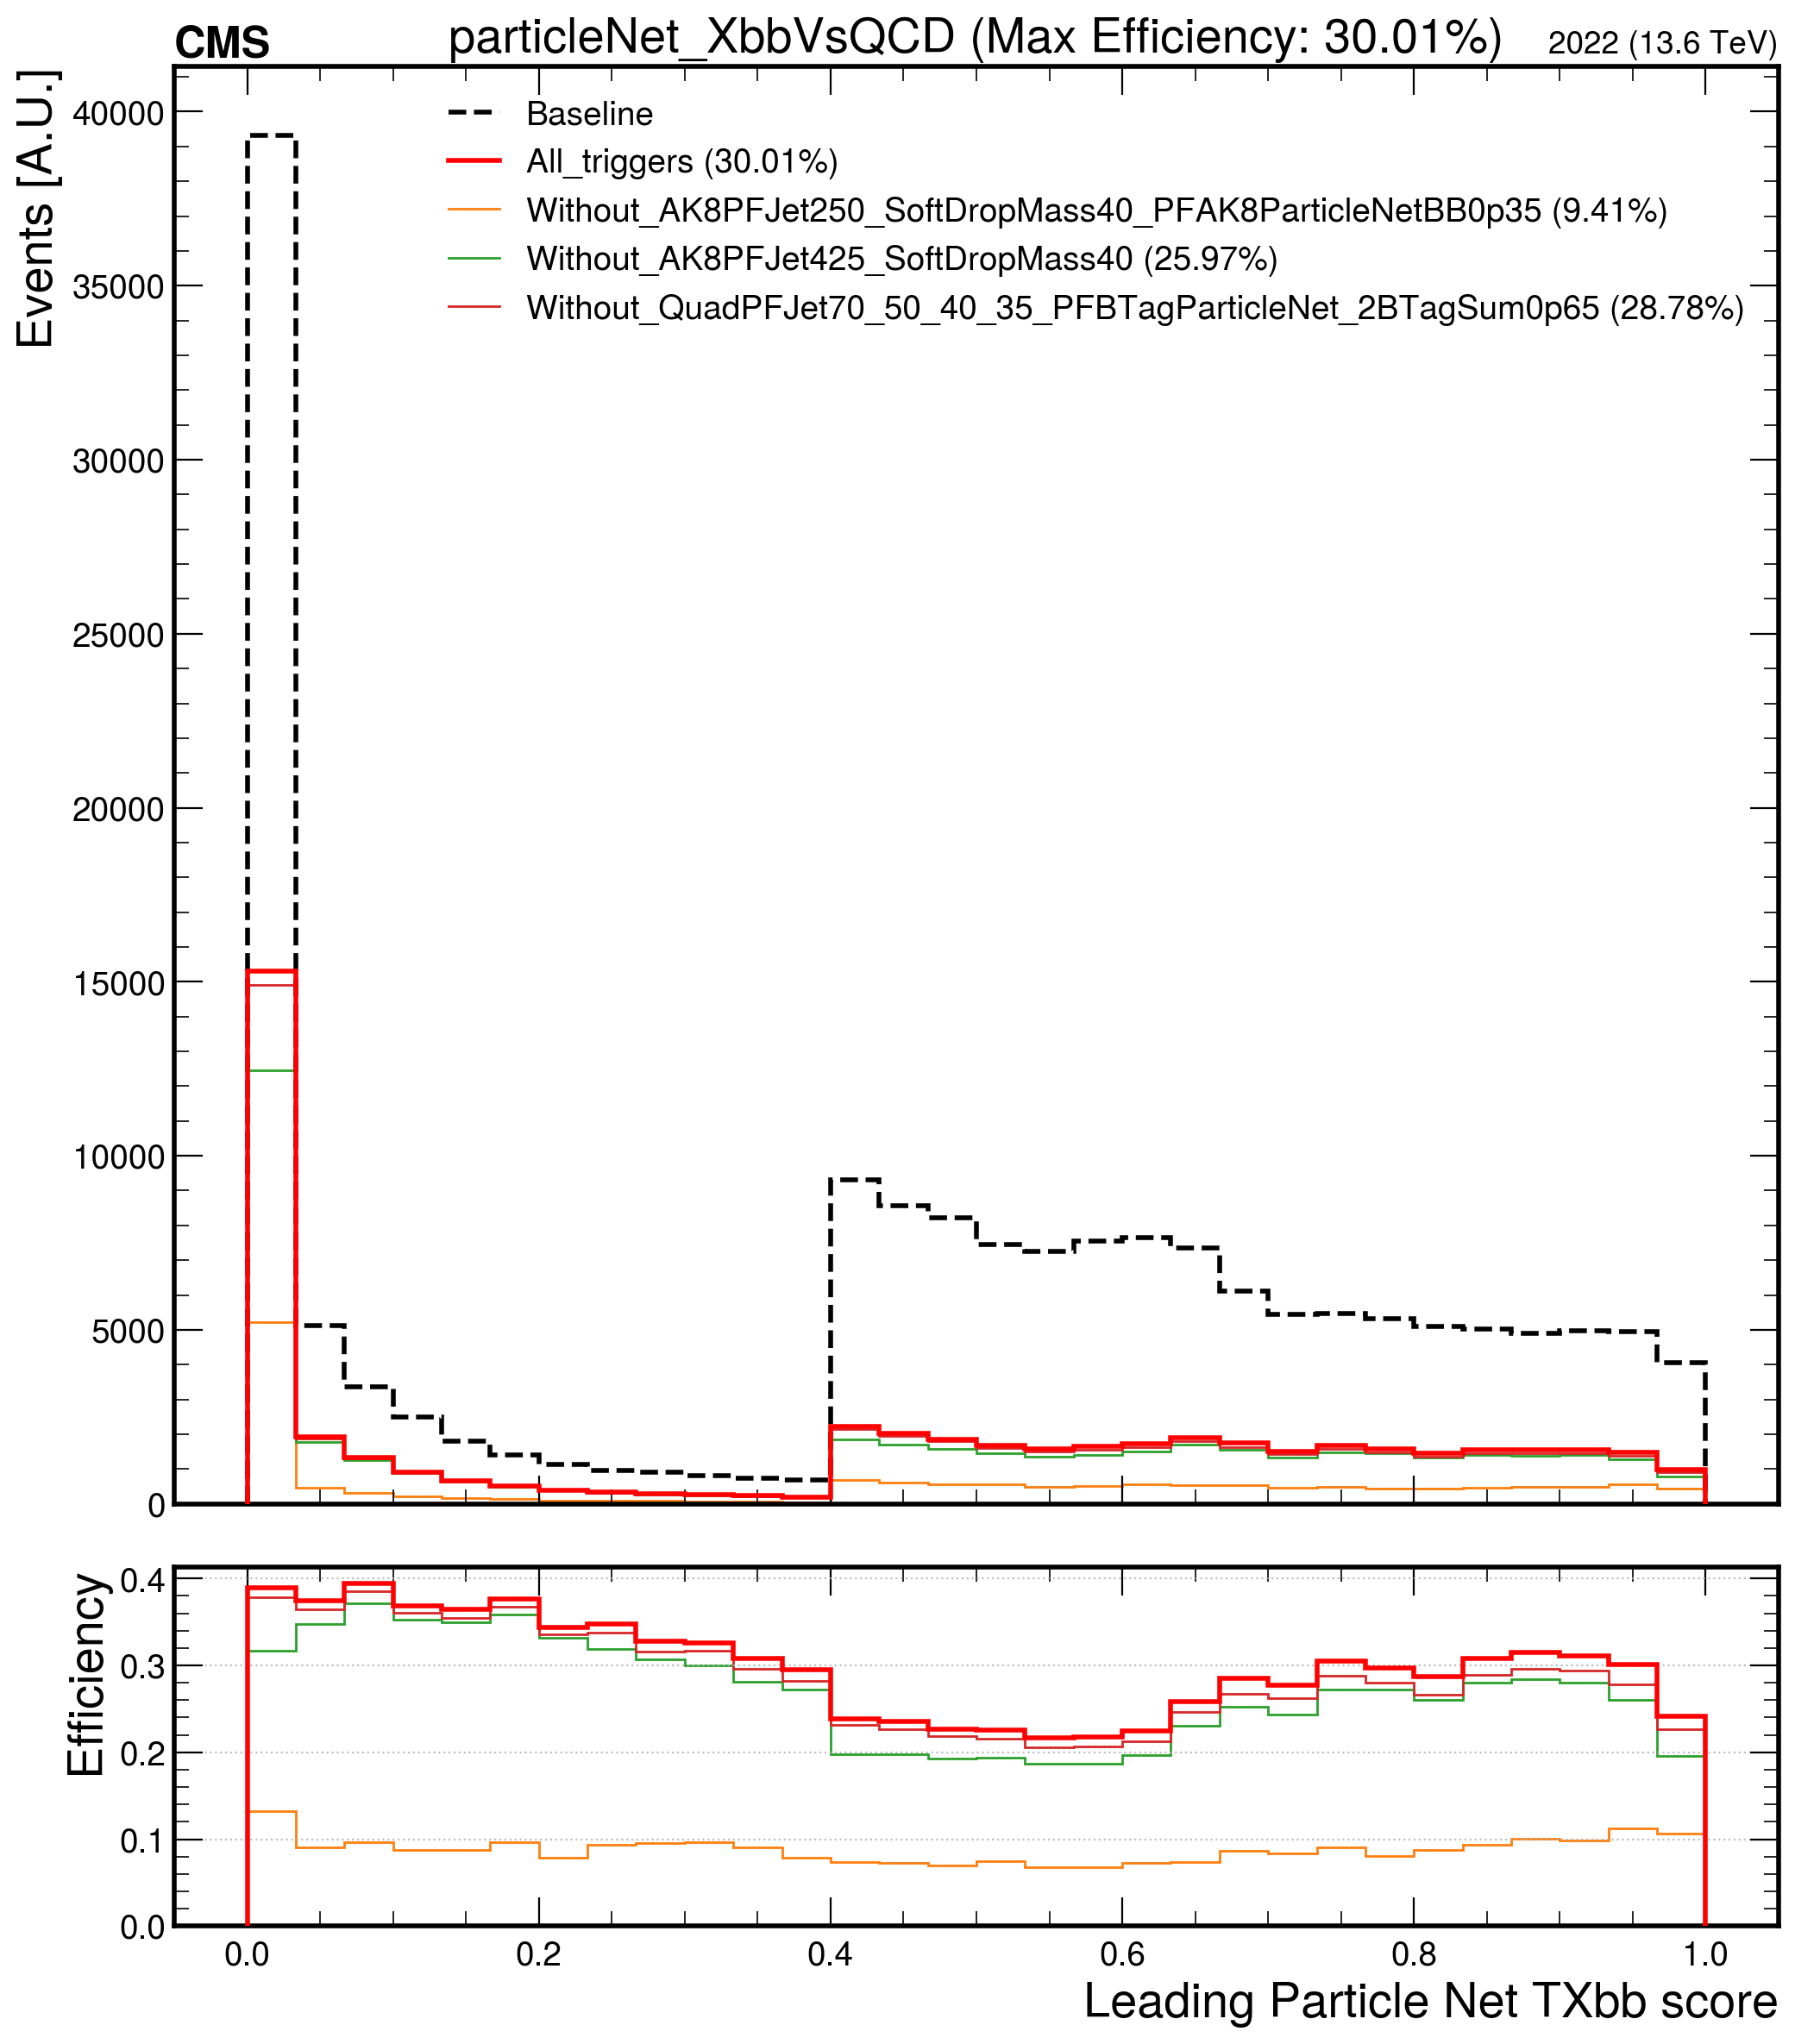 CMS particleNet_XbbVsQCD (Max Efficiency: 30.01%) 2022 (13.6 TeV)
Events [A.U.]
40000
35000
30000
25000
20000
15000
10000
5000
0
Baseline
All_triggers (30.01%)
Without_AK8PFJet250_SoftDropMass40_PFAK8ParticleNetBB0p35 (9.41%)
Without_AK8PFJet425_SoftDropMass40 (25.97%)
Without_QuadPFJet70_50_40_35_PFBTagParticleNet_2BTagSum0p65 (28.78%)
Efficiency
0.4
0.3
0.2
0.1
0.0
0.0 0.2 0.4 0.6 0.8 1.0
Leading Particle Net TXbb score